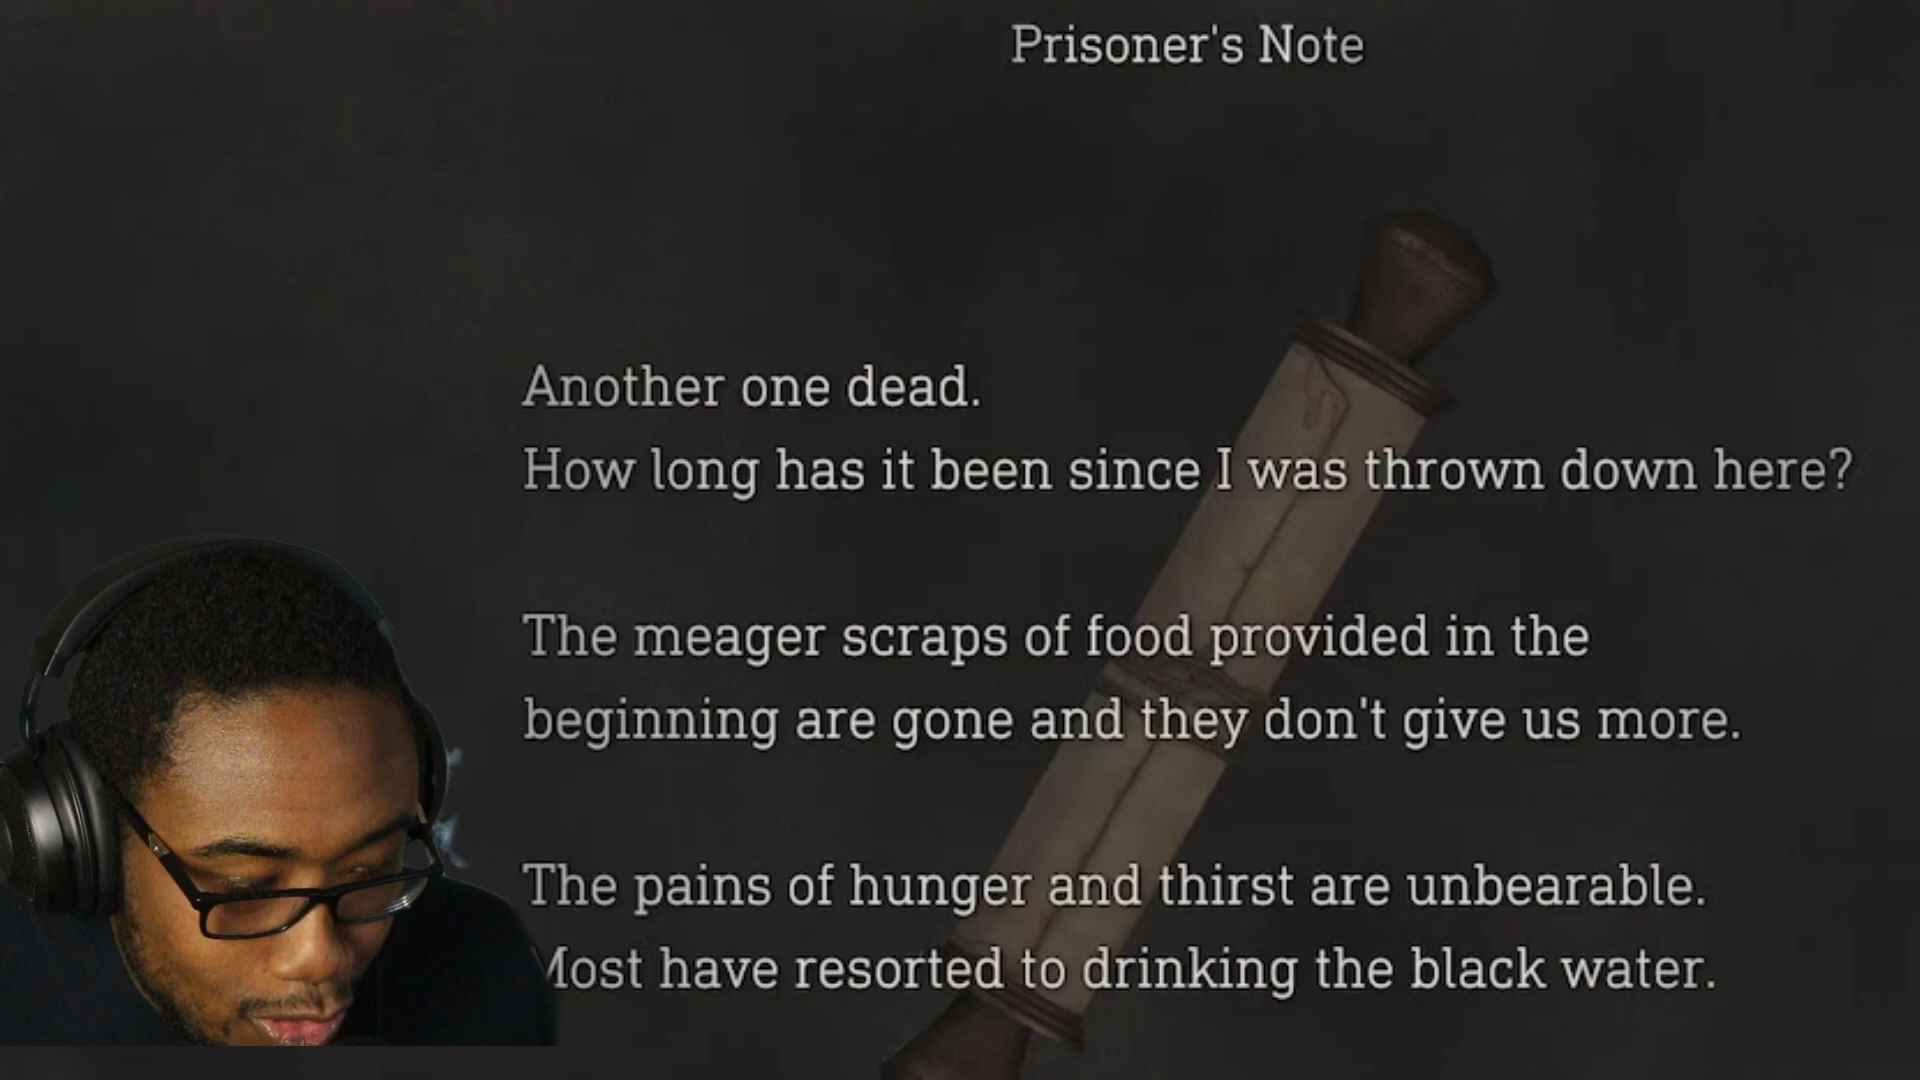 Prisoner's Note
Another one dead.
How long has it been since I was thrown down here?
The meager scraps of food provided in the
beginning are gone and they don't give us more.
The pains of hunger and thirst are unbearable.
Most have resorted to drinking the black water.